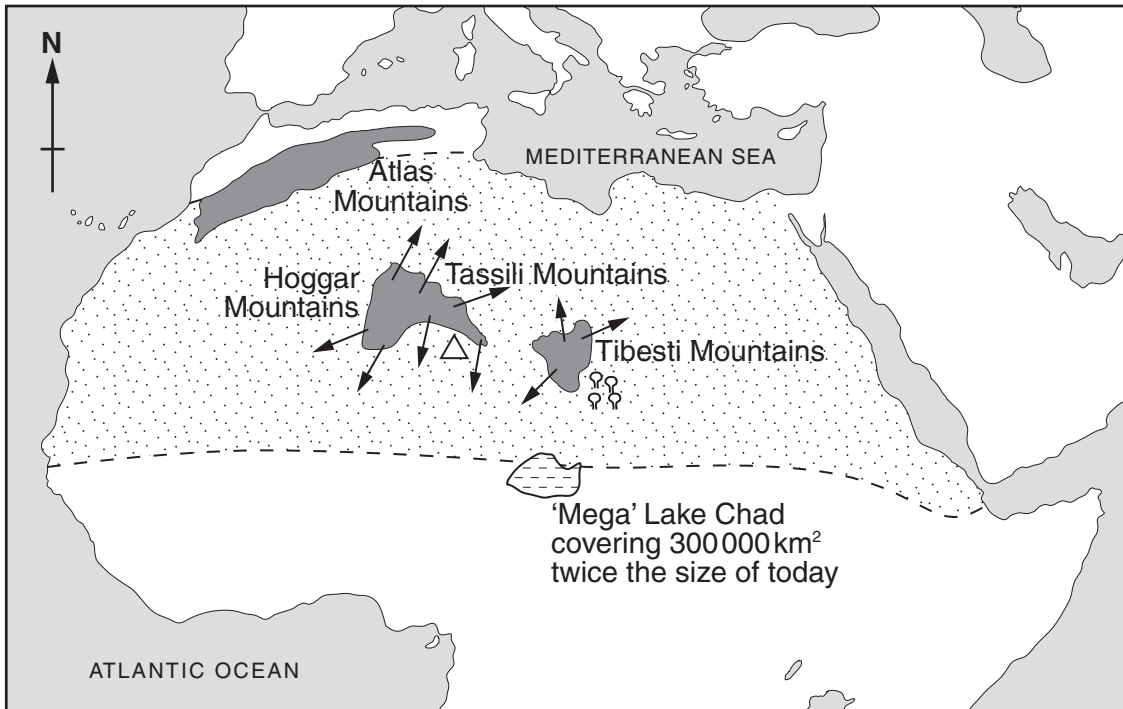 N
MEDITERRANEAN SEA
Atlas
Mountains
Hoggar
Mountains
Tassili Mountains
Tibesti Mountains
‘Mega’ Lake Chad
covering 300 000 km²
twice the size of today
ATLANTIC OCEAN